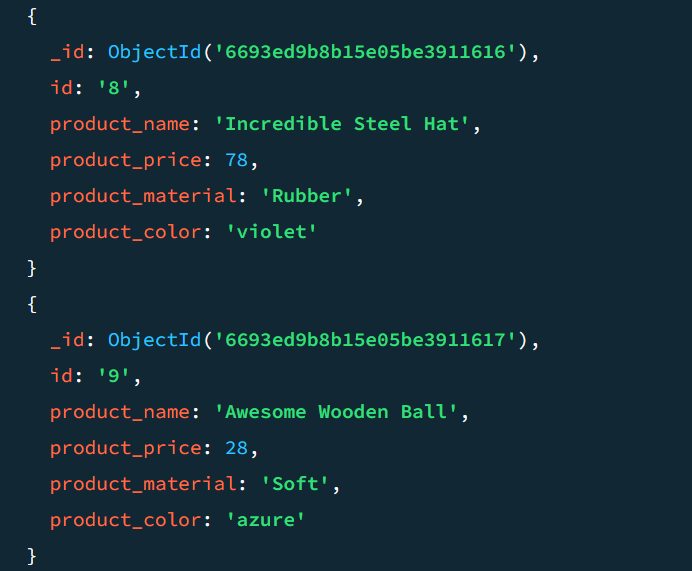 {
_id: ObjectId('6693ed9b8b15e05be3911616'),
id: '8',
product_name: 'Incredible Steel Hat',
product_price: 78,
product_material: 'Rubber',
product_color: 'violet'
}
{
_id: ObjectId('6693ed9b8b15e05be3911617'),
id: '9',
product_name: 'Awesome Wooden Ball',
product_price: 28,
product_material: 'Soft',
product_color: 'azure'
}